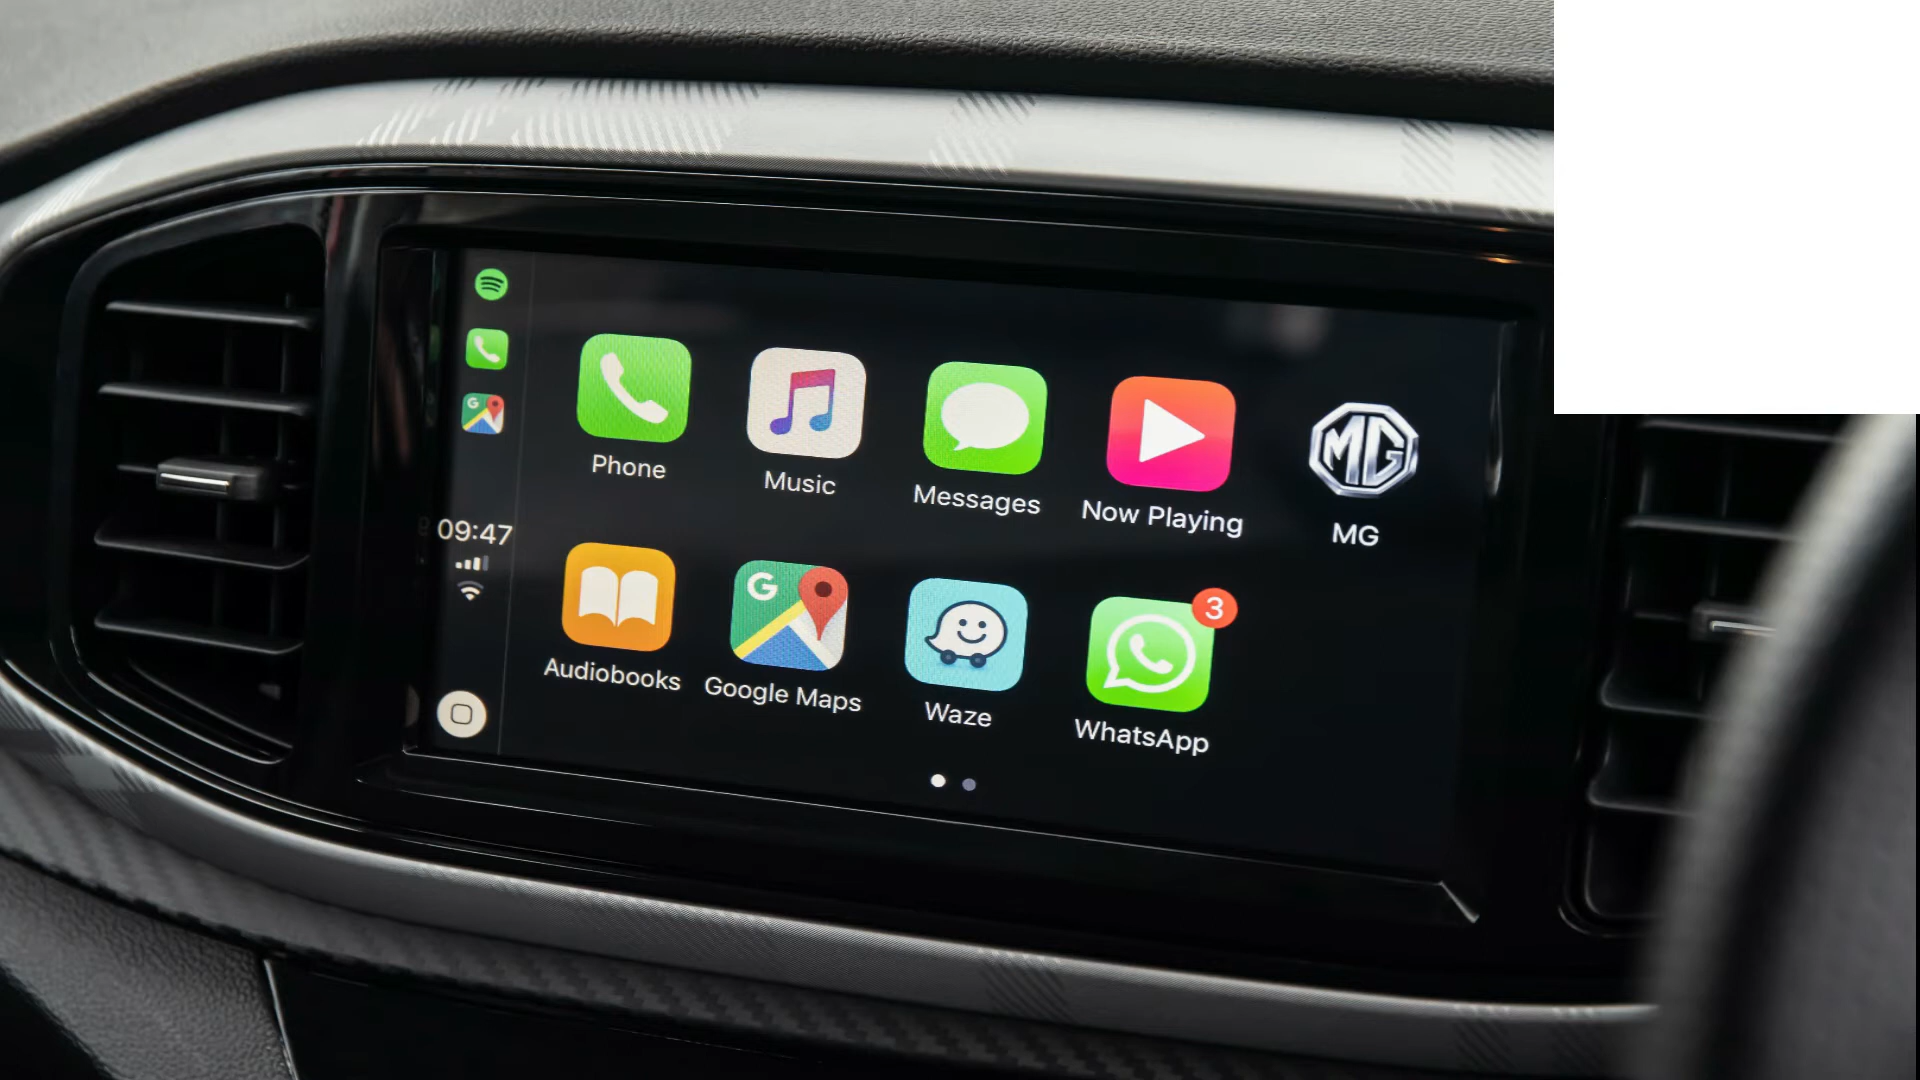 Phone
Music
Messages
Now Playing
MG
MG
09:47
Audiobooks
G
Google Maps
Waze
3
WhatsApp
G